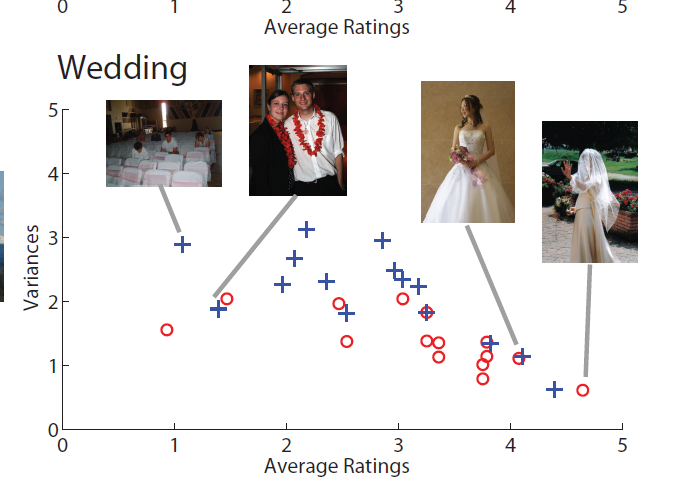 0 1 2 3 4 5
Average Ratings
Wedding
5
4
3
2
1
0
Variances
0 1 2 3 4 5
Average Ratings